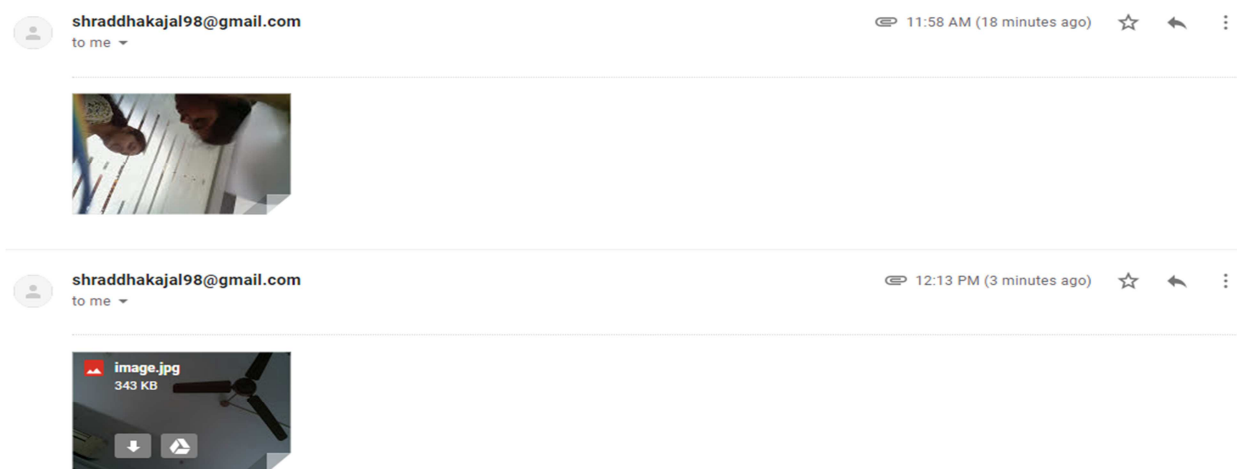 shraddhakajal98@gmail.com
11:58 AM (18 minutes ago)
to me
shraddhakajal98@gmail.com
12:13 PM (3 minutes ago)
to me
image.jpg
343 KB